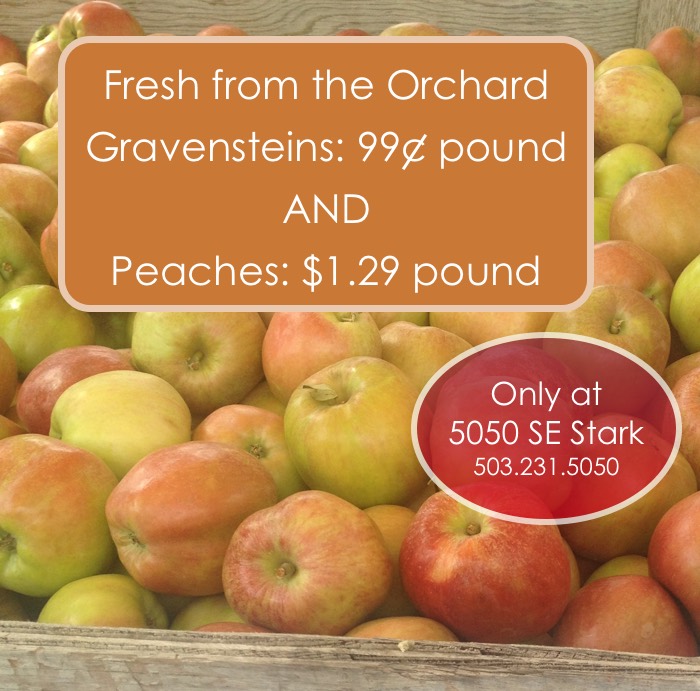 Fresh from the Orchard
Gravensteins: 99¢ pound
AND
Peaches: $1.29 pound
Only at
5050 SE Stark
503.231.5050